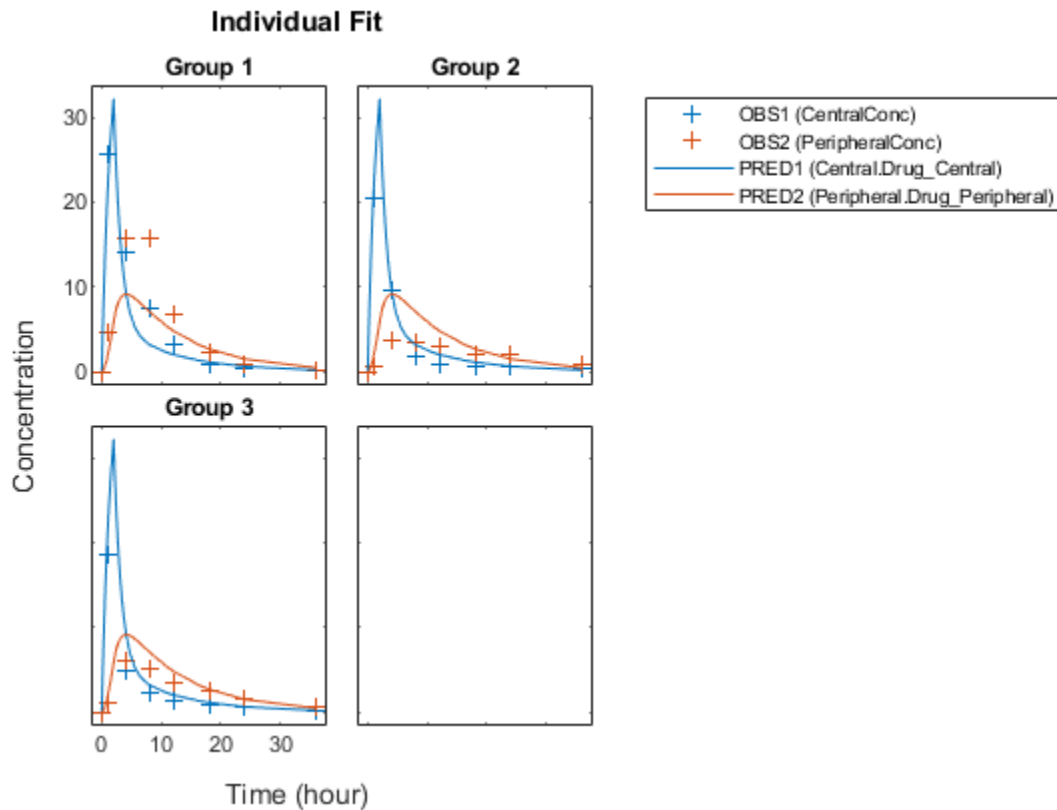 Individual Fit
Group 1
Group 2
30
20
10
0
OBS1 (CentralConc)
OBS2 (PeripheralConc)
PRED1 (Central.Drug_Central)
PRED2 (Peripheral.Drug_Peripheral)
Group 3
Concentration
0
10
20
30
Time (hour)